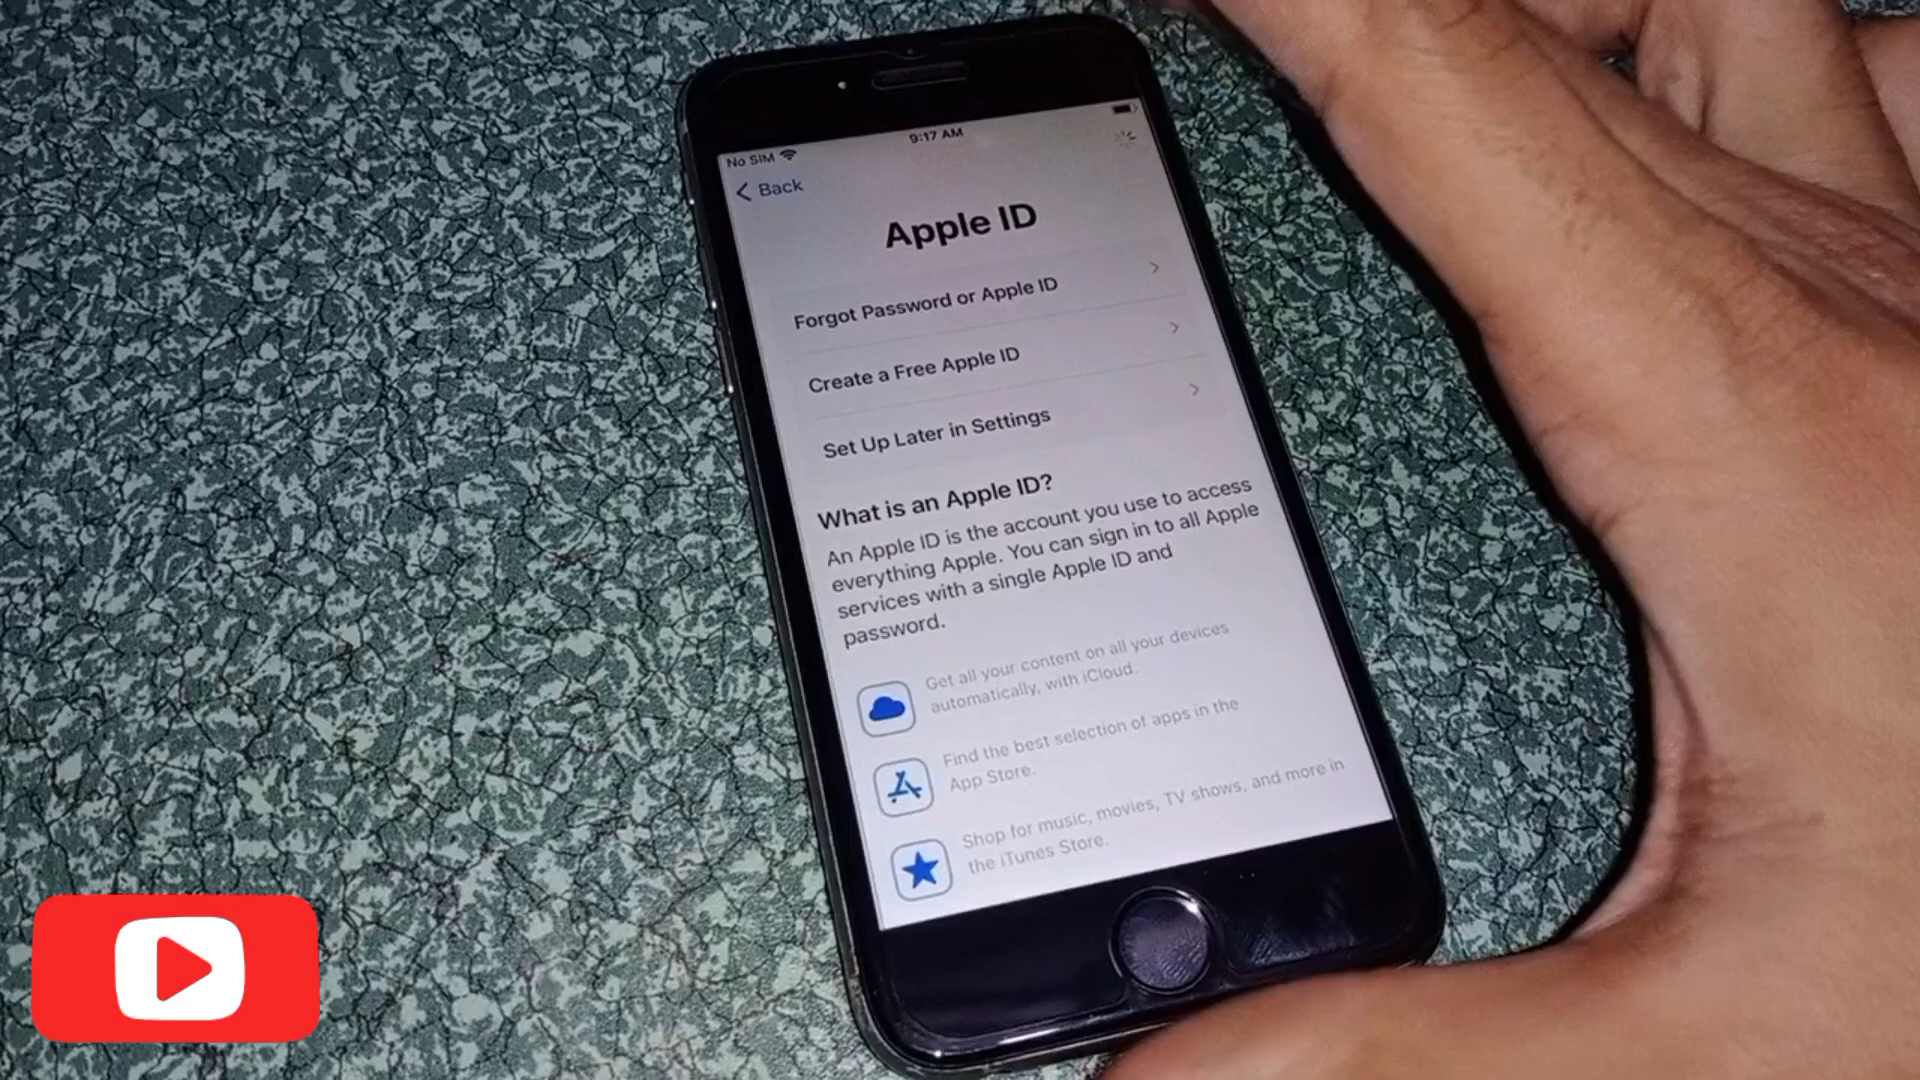 No SIM
9:17 AM
Back
Apple ID
Forgot Password or Apple ID
Create a Free Apple ID
Set Up Later in Settings
What is an Apple ID?
An Apple ID is the account you use to access
everything Apple. You can sign in to all Apple
services with a single Apple ID and
password.
Get all your content on all your devices
automatically, with iCloud.
Find the best selection of apps in the
App Store.
Shop for music, movies, TV shows, and more in
the iTunes Store.